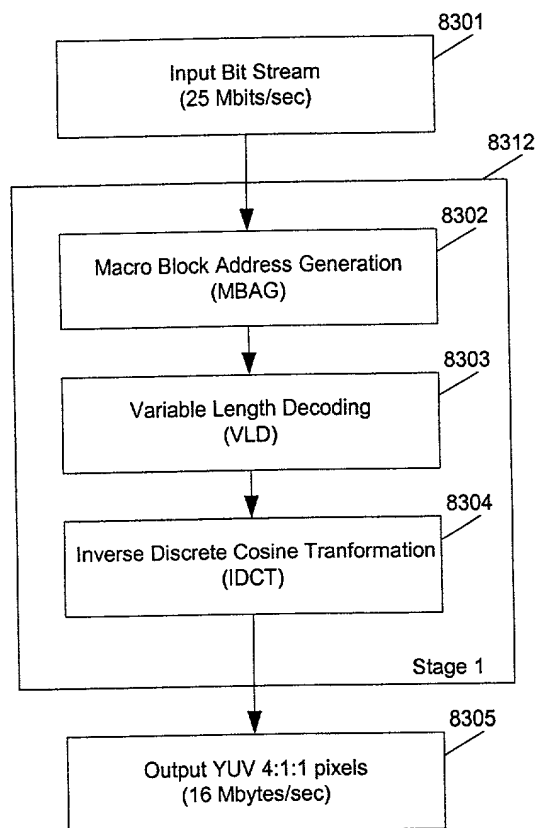 8301
Input Bit Stream
(25 Mbits/sec)
8312
8302
Macro Block Address Generation
(MBAG)
8303
Variable Length Decoding
(VLD)
8304
Inverse Discrete Cosine Tranformation
(IDCT)
Stage 1
8305
Output YUV 4:1:1 pixels
(16 Mbytes/sec)